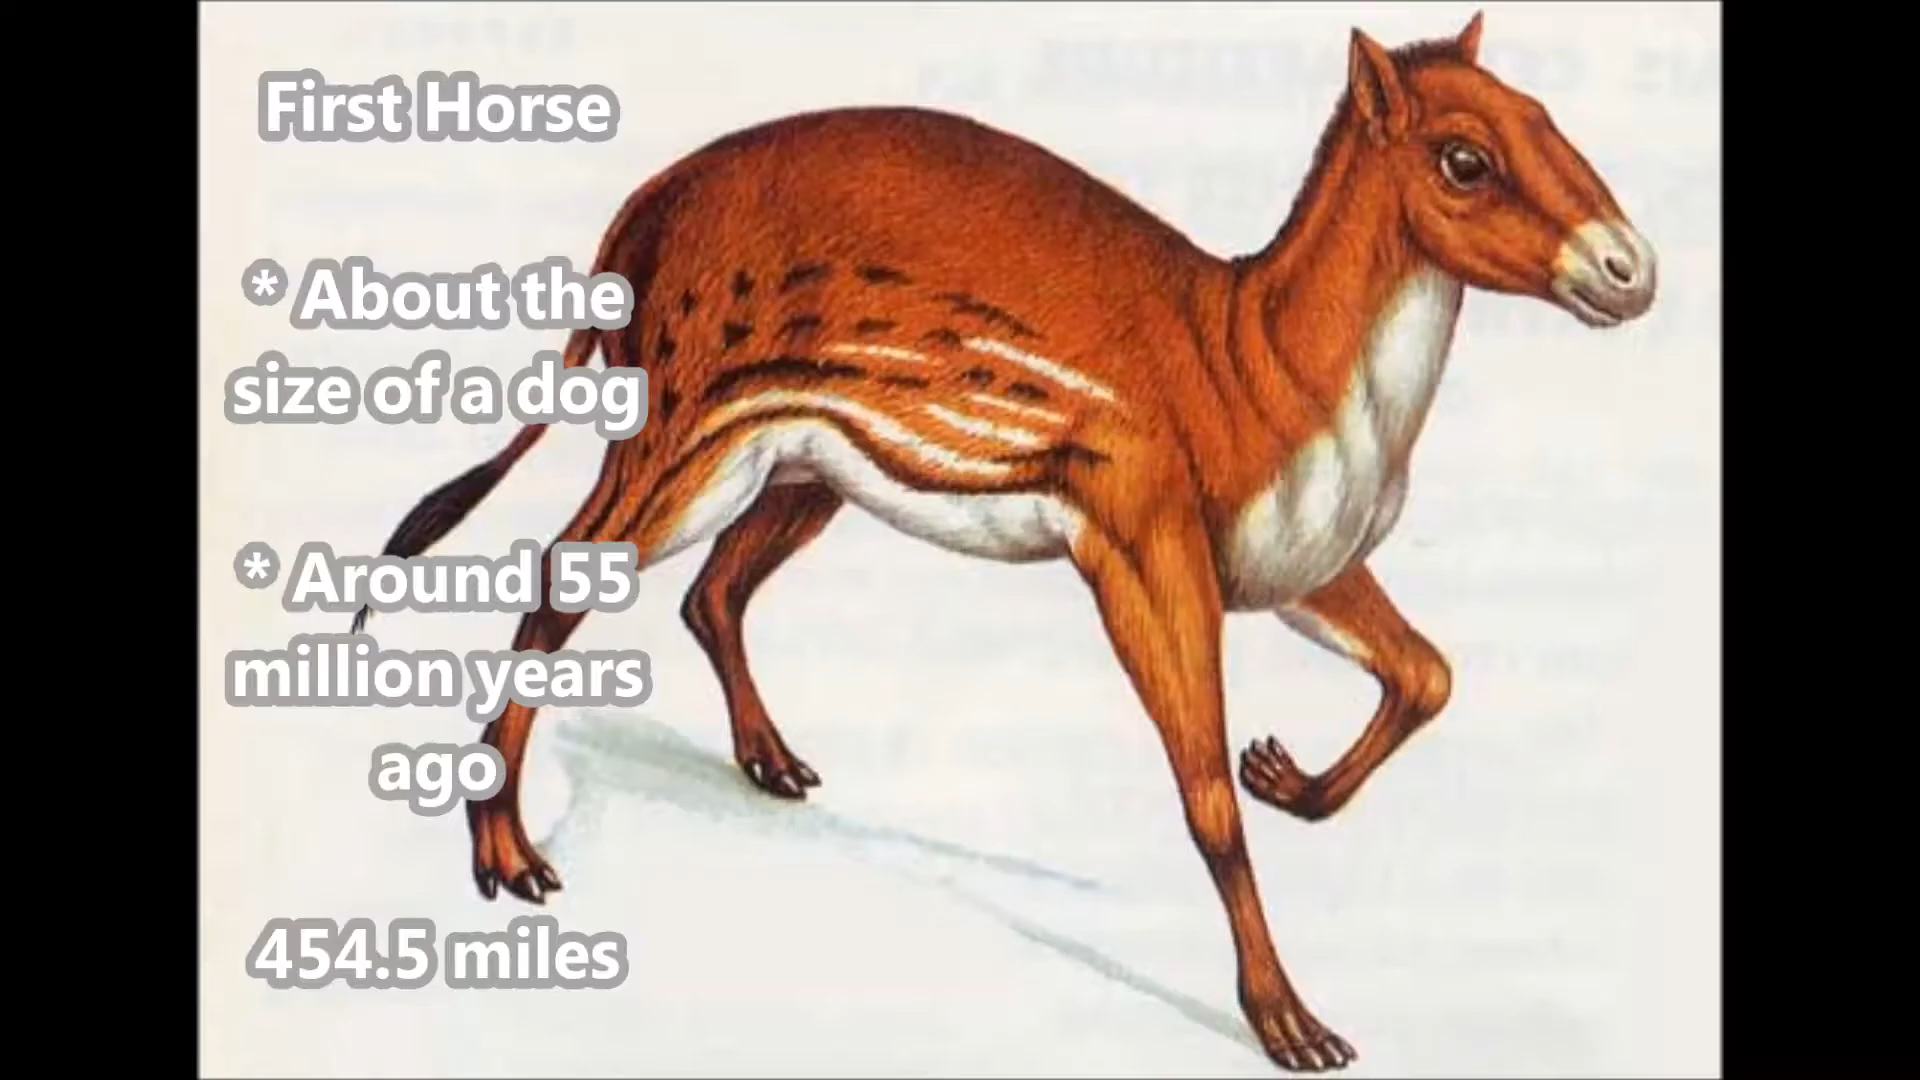 First Horse
* About the
size of a dog
* Around 55
million years
ago
454.5 miles